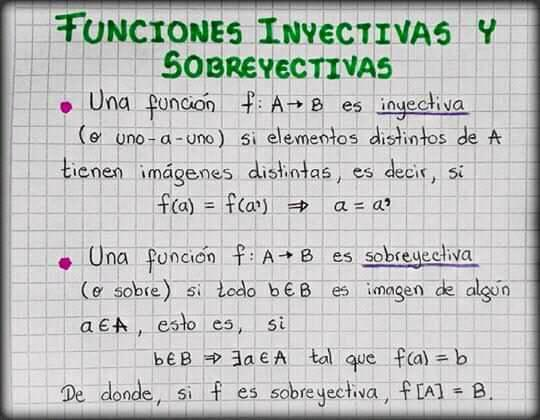 FUNCIONES INYECTIVAS Y
SOBREYECTIVAS
• Una función f: A → B es inyectiva
(o uno-a-uno) si elementos distintos de A
tienen imágenes distintas, es decir, si
f(a) = f(a') ⇒ a = a'
• Una función f: A → B es sobreyectiva
(o sobre) si todo b ∈ B es imagen de algún
a ∈ A, esto es, si
b ∈ B ⇒ ∃a ∈ A tal que f(a) = b
De donde, si f es sobreyectiva, f[A] = B.